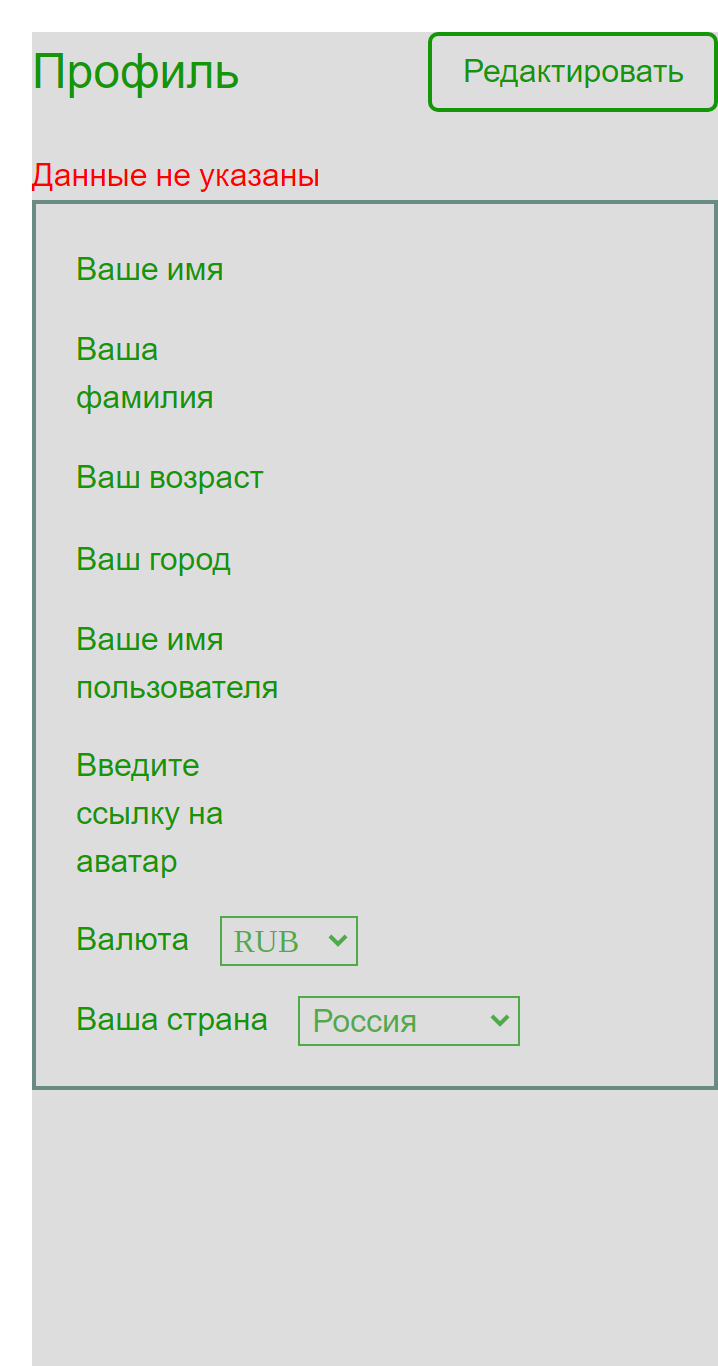 Профиль
Редактировать
Данные не указаны
Ваше имя
Ваша
фамилия
Ваш возраст
Ваш город
Ваше имя
пользователя
Введите
ссылку на
аватар
Валюта RUB
Ваша страна Россия